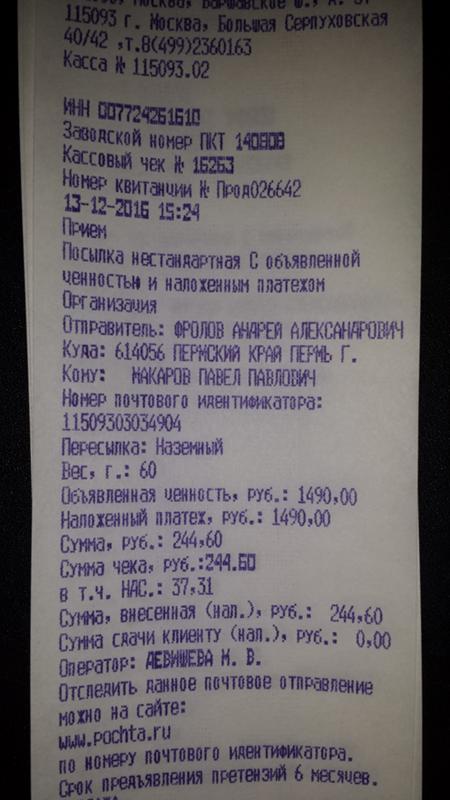 Москва, Варшавское ш., д. 37
115093 г. Москва, Большая Серпуховская
40/42 ,т.8(499)2360163
Касса № 115093.02
ИНН 007724261610
Заводской номер ПКТ 140808
Кассовый чек № 16263
Номер квитанции № Прод026642
13-12-2016 15:24
Прием
Посылка нестандартная С объявленной
ценностью и наложенным платежом
Организация
Отправитель: ФРОЛОВ АНДРЕЙ АЛЕКСАНДРОВИЧ
Куда: 614056 ПЕРМСКИЙ КРАЙ ПЕРМЬ Г.
Кому: МАКАРОВ ПАВЕЛ ПАВЛОВИЧ
Номер почтового идентификатора:
11509303034904
Пересылка: Наземный
Вес, г.: 60
Объявленная ценность, руб.: 1490,00
Наложенный платеж, руб.: 1490,00
Сумма, руб.: 244,60
Сумма чека, руб.:244.60
в т.ч. НДС.: 37,31
Сумма, внесенная (нал.), руб.: 244,60
Сумма сдачи клиенту (нал.), руб.: 0,00
Оператор: ДЕВИШЕВА М. В.
Отследить данное почтовое отправление
можно на сайте:
www.pochta.ru
по номеру почтового идентификатора.
Срок предъявления претензий 6 месяцев.